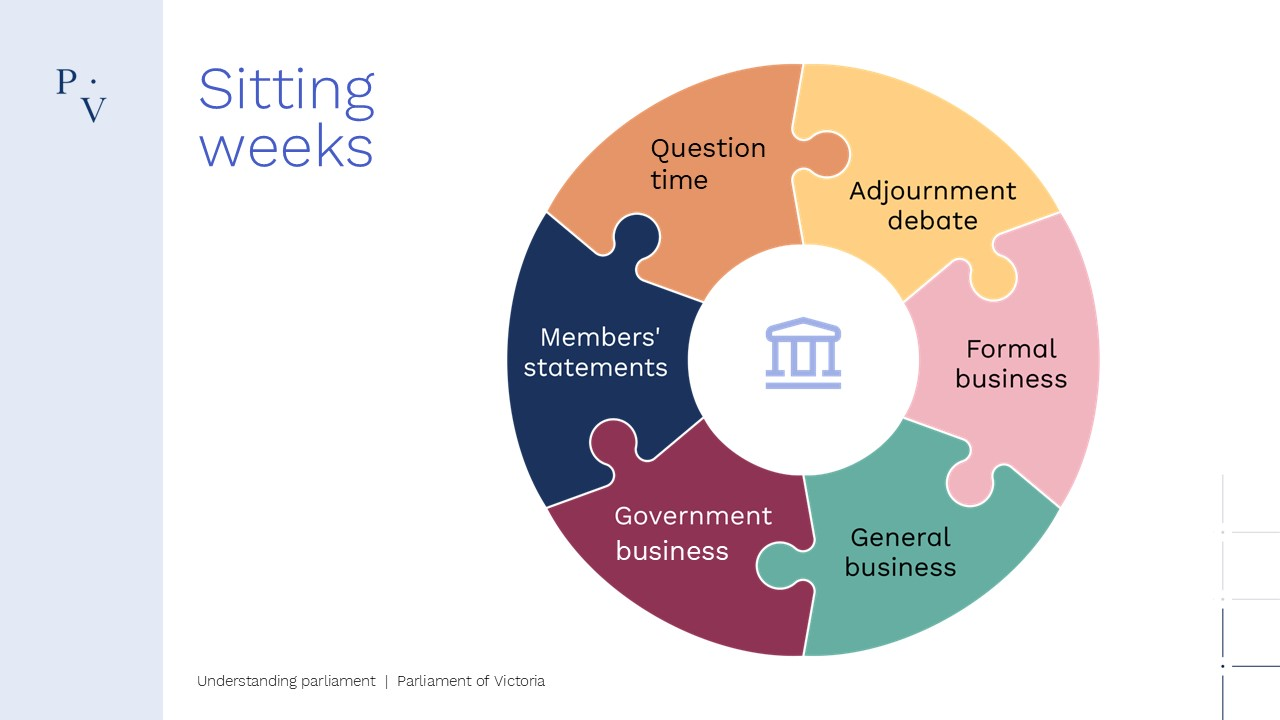 P
V
Sitting
weeks
Question
time
Adjournment
debate
Members'
statements
Formal
business
Government
business
General
business
Understanding parliament | Parliament of Victoria